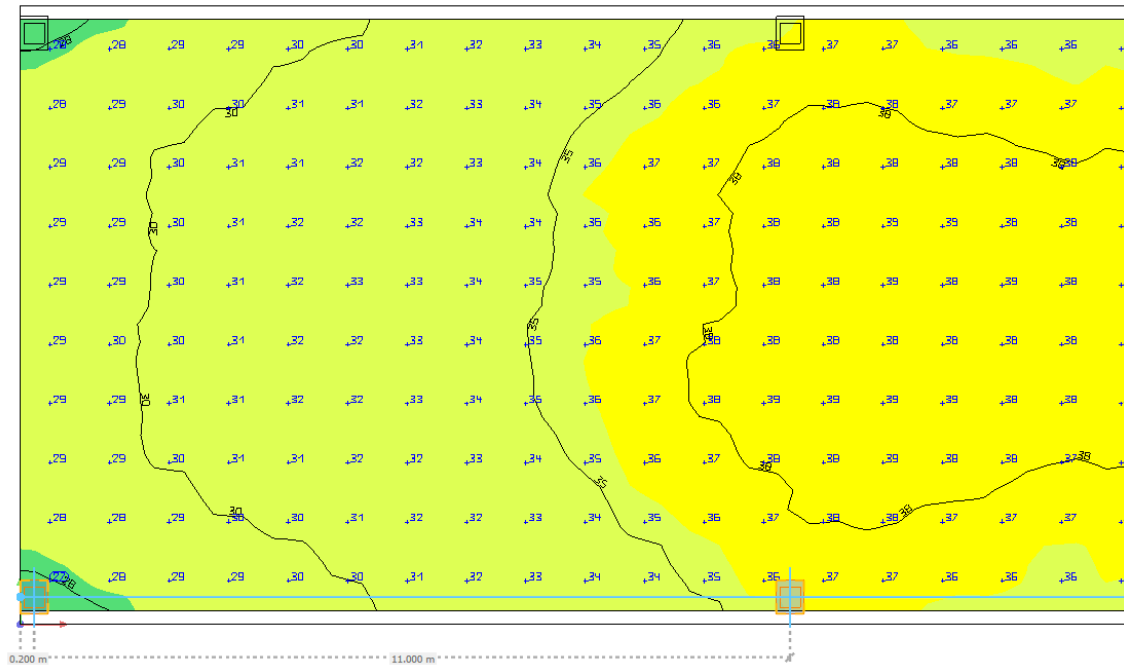 28 28 29 29 30 30 31 32 33 34 35 36 36 37 37 36 36 36
28 29 30 30 31 31 32 33 34 35 36 36 37 38 38 37 37 37
30 38
35 38
29 29 30 31 31 32 32 33 33 36 37 37 38 38 38 38 38 38
38
29 29 30 31 32 32 33 34 34 36 36 37 38 38 39 39 38 38
30
29 29 30 31 32 33 33 34 35 36 36 37 38 38 38 38 38 38
35 38
29 30 30 31 32 32 33 34 35 36 37 38 38 38 38 38 38 38
29 29 31 31 32 32 33 34 35 36 37 38 39 39 39 39 38 38
30
29 29 30 31 31 32 32 33 34 35 36 37 38 38 38 38 38 37
38 38
35
30 38
28 29 29 30 30 31 32 32 33 34 35 36 37 38 38 37 37 37
27 28 29 29 30 30 31 32 33 34 34 35 36 37 37 36 36 36
28
0.200 m 11.000 m